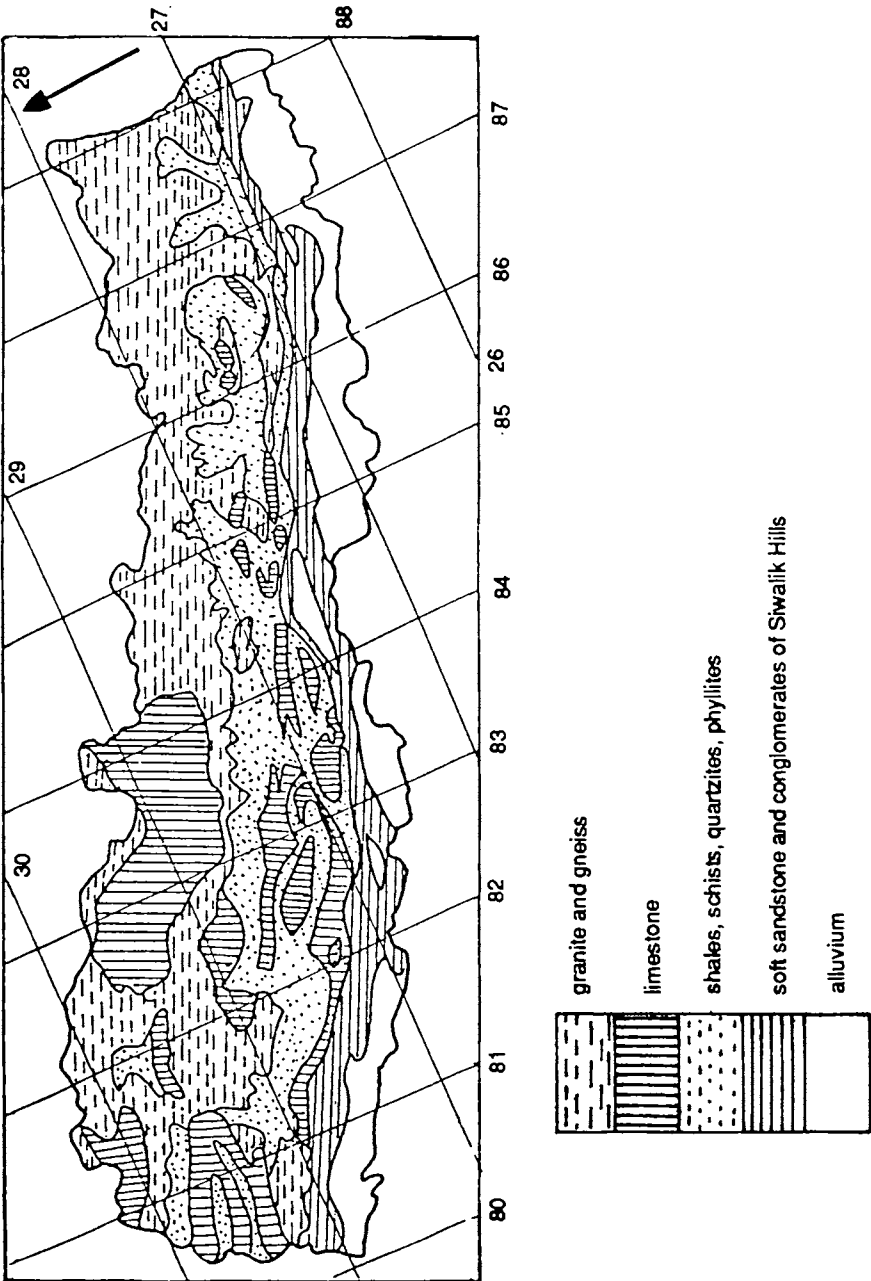 28
27
88
87
86
26
85
84
83
82
81
80
29
30
granite and gneiss
limestone
shales, schists, quartzites, phyllites
soft sandstone and conglomerates of Siwalik Hills
alluvium